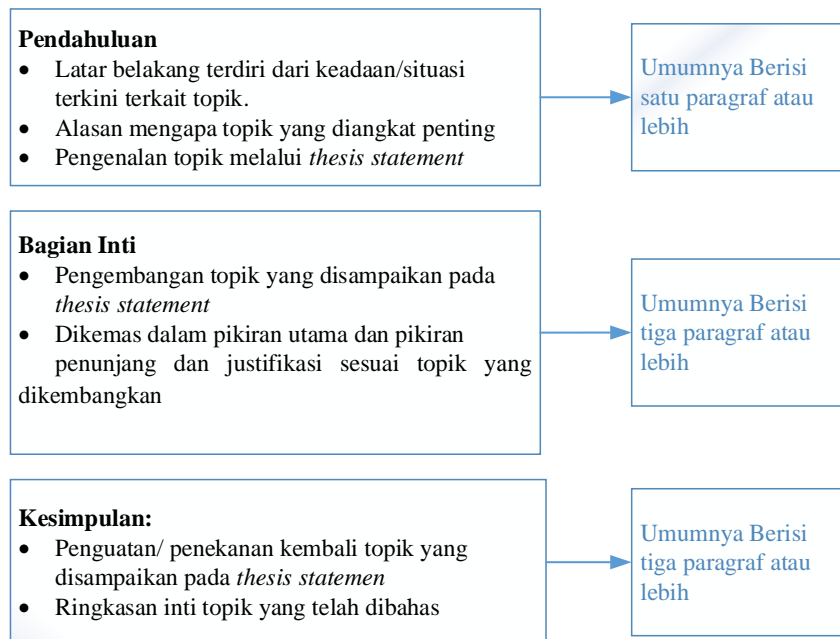 Pendahuluan
• Latar belakang terdiri dari keadaan/situasi
terkini terkait topik.
• Alasan mengapa topik yang diangkat penting
• Pengenalan topik melalui thesis statement
Umumnya Berisi
satu paragraf atau
lebih
Bagian Inti
• Pengembangan topik yang disampaikan pada
thesis statement
• Dikemas dalam pikiran utama dan pikiran
penunjang dan justifikasi sesuai topik yang
dikembangkan
Umumnya Berisi
tiga paragraf atau
lebih
Kesimpulan:
• Penguatan/ penekanan kembali topik yang
disampaikan pada thesis statemen
• Ringkasan inti topik yang telah dibahas
Umumnya Berisi
tiga paragraf atau
lebih